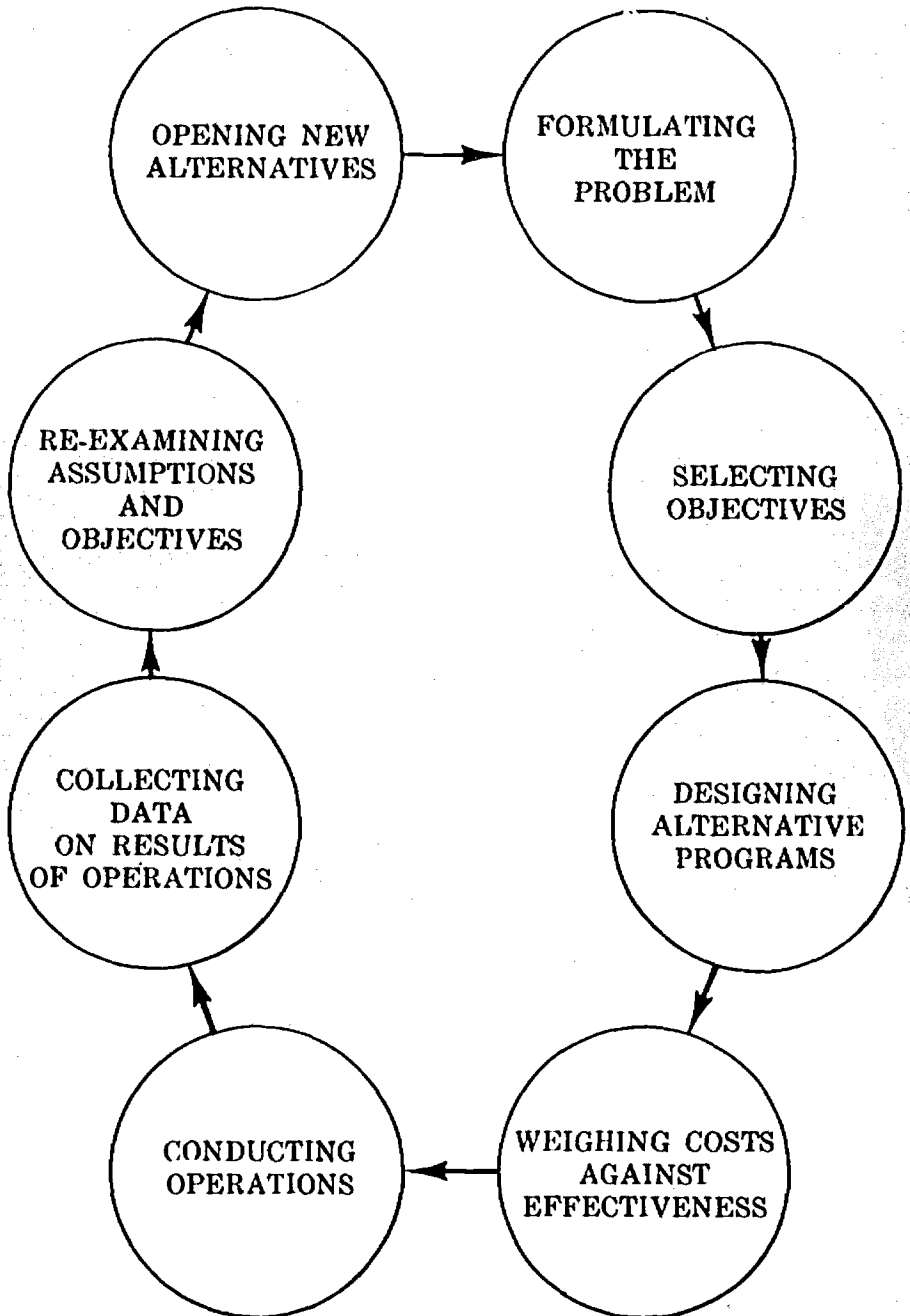 OPENING NEW
ALTERNATIVES
FORMULATING
THE
PROBLEM
SELECTING
OBJECTIVES
DESIGNING
ALTERNATIVE
PROGRAMS
WEIGHING COSTS
AGAINST
EFFECTIVENESS
CONDUCTING
OPERATIONS
COLLECTING
DATA
ON RESULTS
OF OPERATIONS
RE-EXAMINING
ASSUMPTIONS
AND
OBJECTIVES